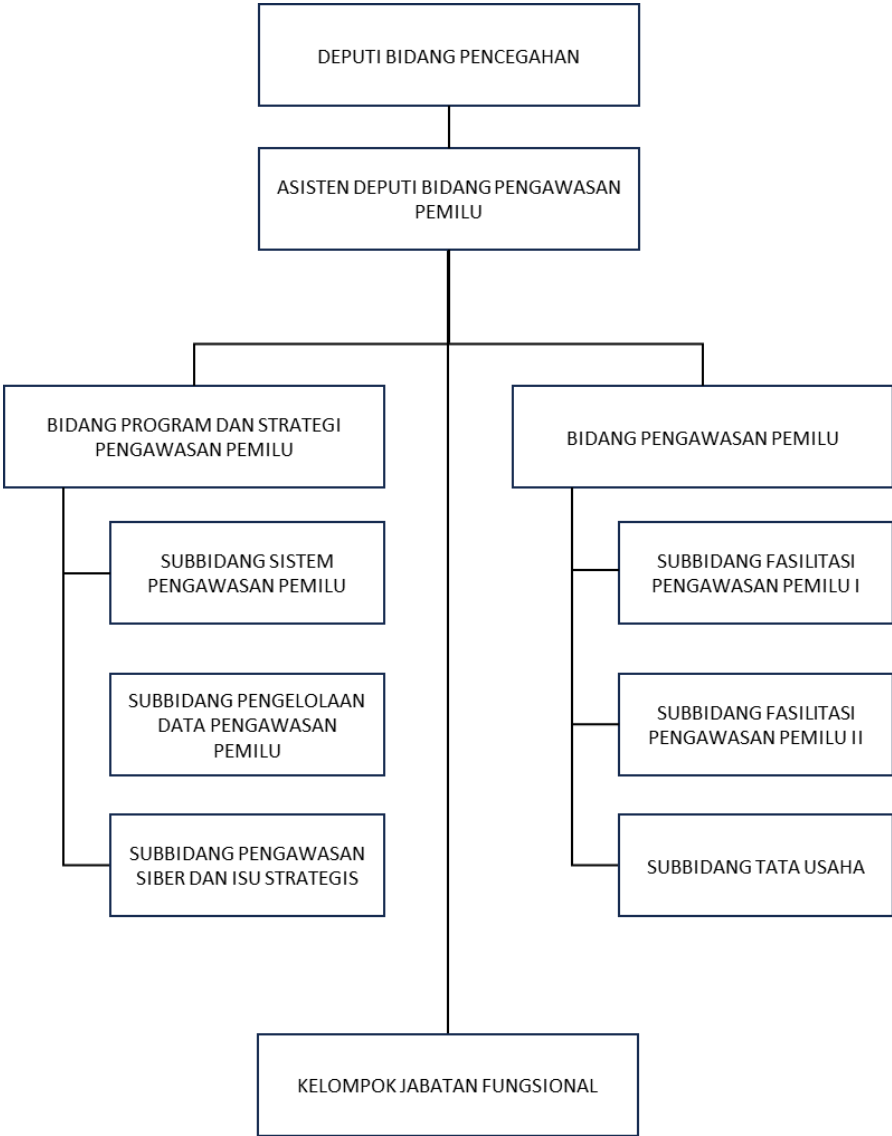 DEPUTI BIDANG PENCEGAHAN
ASISTEN DEPUTI BIDANG PENGAWASAN
PEMILU
BIDANG PROGRAM DAN STRATEGI
PENGAWASAN PEMILU
SUBBIDANG SISTEM
PENGAWASAN PEMILU
SUBBIDANG PENGELOLAAN
DATA PENGAWASAN
PEMILU
SUBBIDANG PENGAWASAN
SIBER DAN ISU STRATEGIS
BIDANG PENGAWASAN PEMILU
SUBBIDANG FASILITASI
PENGAWASAN PEMILU I
SUBBIDANG FASILITASI
PENGAWASAN PEMILU II
SUBBIDANG TATA USAHA
KELOMPOK JABATAN FUNGSIONAL